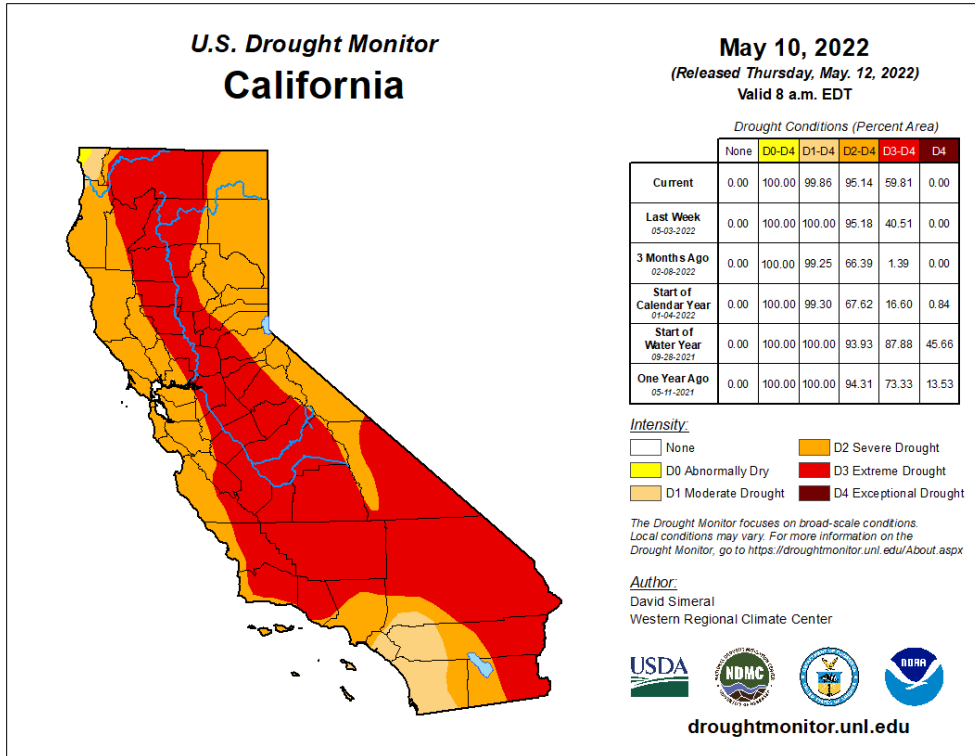 U.S. Drought Monitor
California
May 10, 2022
(Released Thursday, May. 12, 2022)
Valid 8 a.m. EDT
Drought Conditions (Percent Area)
None D0-D4 D1-D4 D2-D4 D3-D4 D4
Current 0.00 100.00 99.86 95.14 59.81 0.00
Last Week
05-03-2022
0.00 100.00 100.00 95.18 40.51 0.00
3 Months Ago
02-08-2022
0.00 100.00 99.25 66.39 1.39 0.00
Start of
Calendar Year
01-04-2022
0.00 100.00 99.30 67.62 16.60 0.84
Start of
Water Year
09-28-2021
0.00 100.00 100.00 93.93 87.88 45.66
One Year Ago
05-11-2021
0.00 100.00 100.00 94.31 73.33 13.53
Intensity:
None
D0 Abnormally Dry
D1 Moderate Drought
D2 Severe Drought
D3 Extreme Drought
D4 Exceptional Drought
The Drought Monitor focuses on broad-scale conditions.
Local conditions may vary. For more information on the
Drought Monitor, go to https://droughtmonitor.unl.edu/About.aspx
Author:
David Simeral
Western Regional Climate Center
USDA
NDMC
NOAA
droughtmonitor.unl.edu